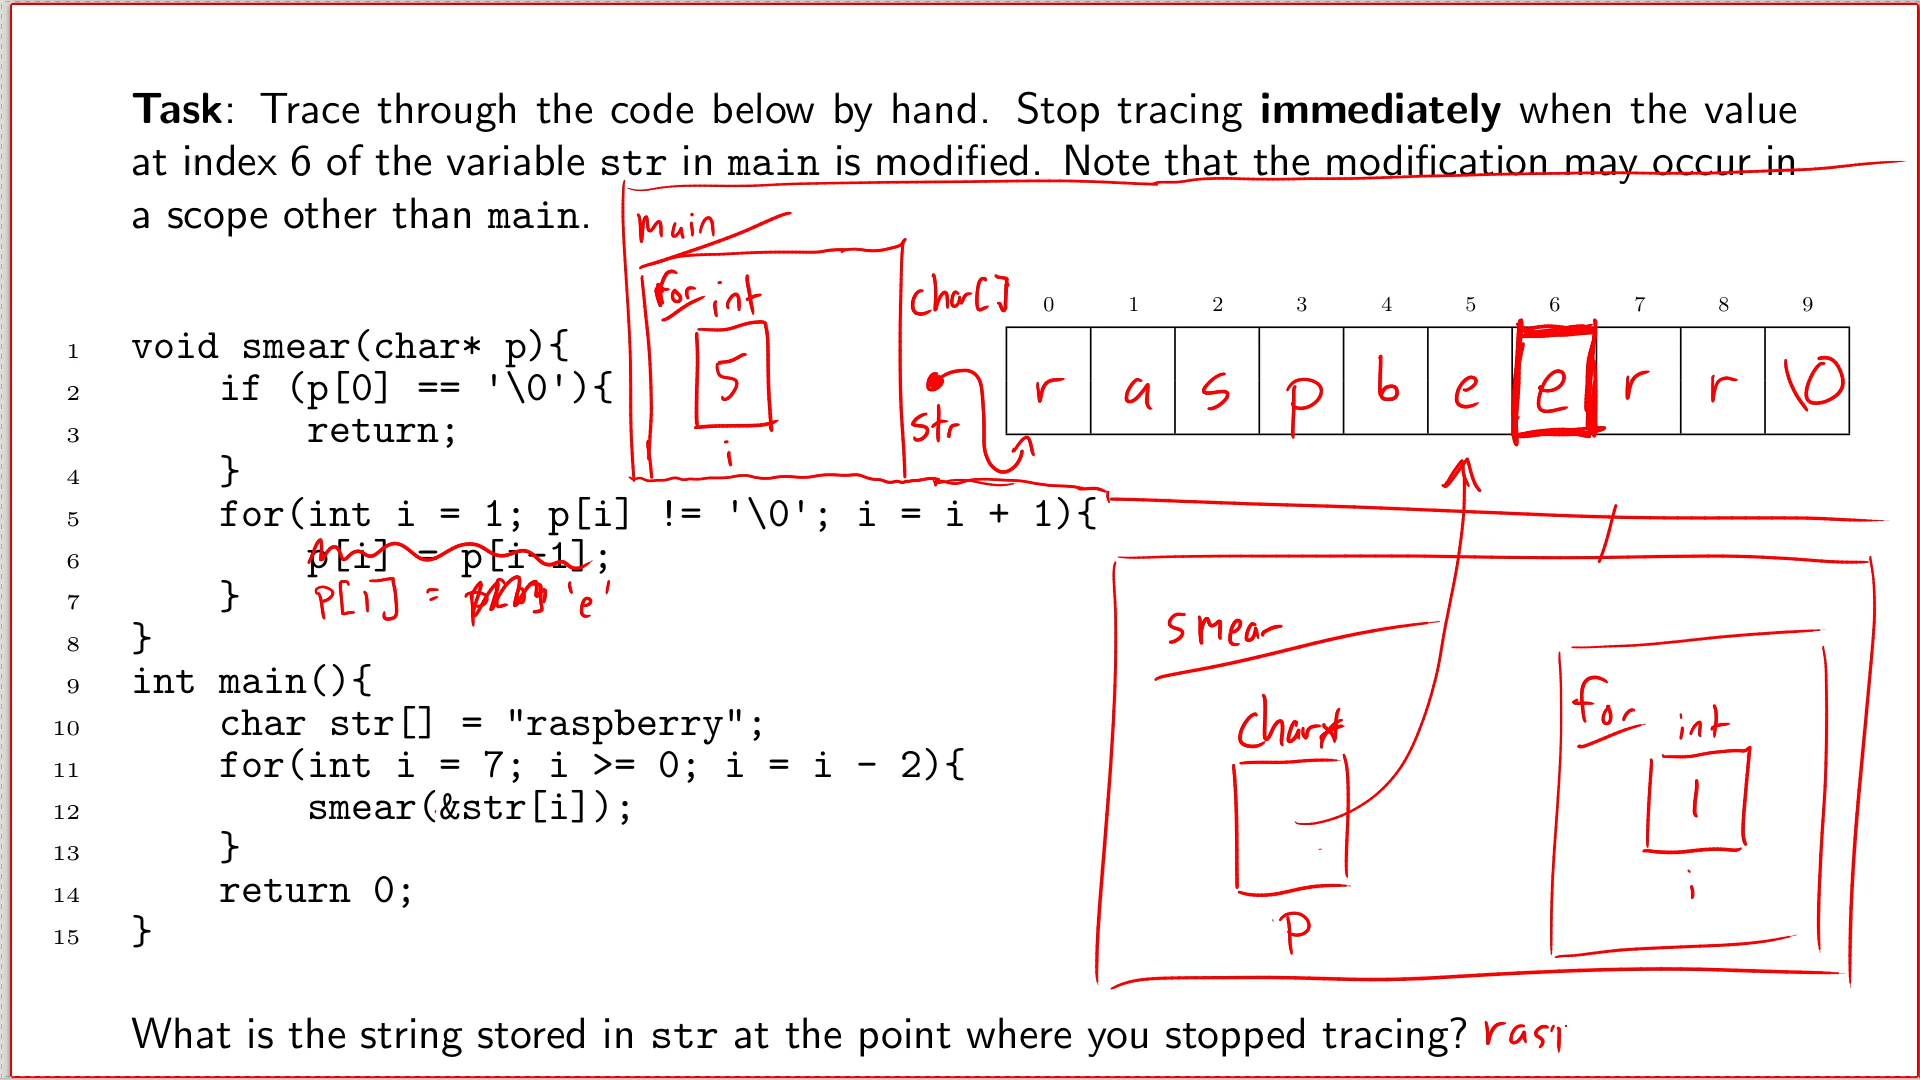 Task: Trace through the code below by hand. Stop tracing immediately when the value
at index 6 of the variable str in main is modified. Note that the modification may occur in
a scope other than main.
main
for int
5
i
char[]
str
0 1 2 3 4 5 6 7 8 9
r a s p b e e r r \0
1 void smear(char* p){
2 if (p[0] == '\0'){
3 return;
4 }
5 for(int i = 1; p[i] != '\0'; i = i + 1){
6 p[i] = p[i-1];
p[i] = 'e'
7 }
8 }
9 int main(){
10 char str[] = "raspberry";
11 for(int i = 7; i >= 0; i = i - 2){
12 smear(&str[i]);
13 }
14 return 0;
15 }
smear
char*
p
for int
1
i
What is the string stored in str at the point where you stopped tracing? rasp